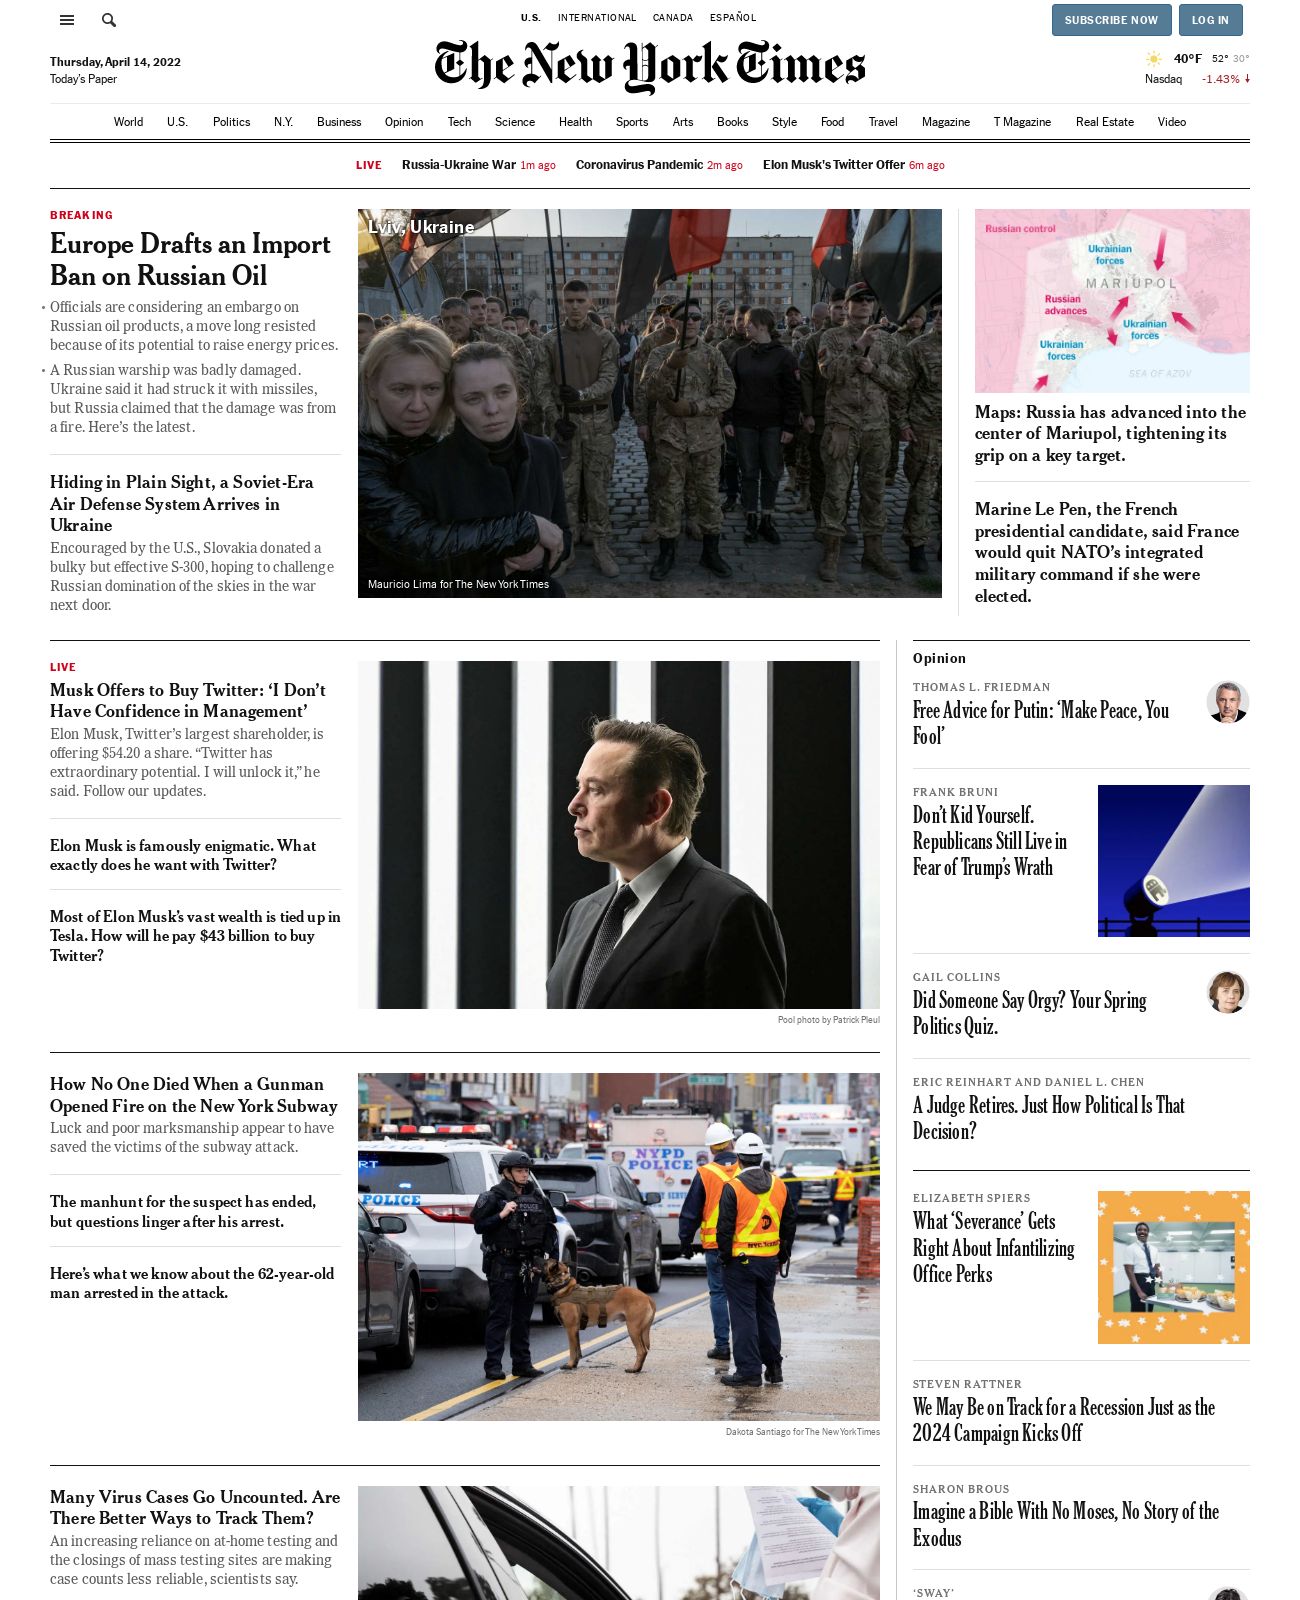 U.S. INTERNATIONAL CANADA ESPAÑOL
SUBSCRIBE NOW LOG IN
Thursday, April 14, 2022
Today's Paper
The New York Times
40°F 52° 30°
Nasdaq -1.43%
World U.S. Politics N.Y. Business Opinion Tech Science Health Sports Arts Books Style Food Travel Magazine T Magazine Real Estate Video
LIVE Russia-Ukraine War 1m ago Coronavirus Pandemic 2m ago Elon Musk's Twitter Offer 6m ago
BREAKING
Europe Drafts an Import
Ban on Russian Oil
• Officials are considering an embargo on
Russian oil products, a move long resisted
because of its potential to raise energy prices.
• A Russian warship was badly damaged.
Ukraine said it had struck it with missiles,
but Russia claimed that the damage was from
a fire. Here's the latest.
Hiding in Plain Sight, a Soviet-Era
Air Defense System Arrives in
Ukraine
Encouraged by the U.S., Slovakia donated a
bulky but effective S-300, hoping to challenge
Russian domination of the skies in the war
next door.
Lviv, Ukraine
Mauricio Lima for The New York Times
Russian control
Ukrainian
forces
MARIUPOL
Russian
advances
Ukrainian
forces
Ukrainian
forces
SEA OF AZOV
Maps: Russia has advanced into the
center of Mariupol, tightening its
grip on a key target.
Marine Le Pen, the French
presidential candidate, said France
would quit NATO's integrated
military command if she were
elected.
LIVE
Musk Offers to Buy Twitter: ‘I Don’t
Have Confidence in Management’
Elon Musk, Twitter’s largest shareholder, is
offering $54.20 a share. “Twitter has
extraordinary potential. I will unlock it,” he
said. Follow our updates.
Elon Musk is famously enigmatic. What
exactly does he want with Twitter?
Most of Elon Musk’s vast wealth is tied up in
Tesla. How will he pay $43 billion to buy
Twitter?
Pool photo by Patrick Pleul
How No One Died When a Gunman
Opened Fire on the New York Subway
Luck and poor marksmanship appear to have
saved the victims of the subway attack.
The manhunt for the suspect has ended,
but questions linger after his arrest.
Here’s what we know about the 62-year-old
man arrested in the attack.
NYPD
POLICE
POLICE
Dakota Santiago for The New York Times
Many Virus Cases Go Uncounted. Are
There Better Ways to Track Them?
An increasing reliance on at-home testing and
the closings of mass testing sites are making
case counts less reliable, scientists say.
Opinion
THOMAS L. FRIEDMAN
Free Advice for Putin: ‘Make Peace, You
Fool’
FRANK BRUNI
Don’t Kid Yourself.
Republicans Still Live in
Fear of Trump’s Wrath
GAIL COLLINS
Did Someone Say Orgy? Your Spring
Politics Quiz.
ERIC REINHART AND DANIEL L. CHEN
A Judge Retires. Just How Political Is That
Decision?
ELIZABETH SPIERS
What ‘Severance’ Gets
Right About Infantilizing
Office Perks
STEVEN RATTNER
We May Be on Track for a Recession Just as the
2024 Campaign Kicks Off
SHARON BROUS
Imagine a Bible With No Moses, No Story of the
Exodus
‘SWAY’